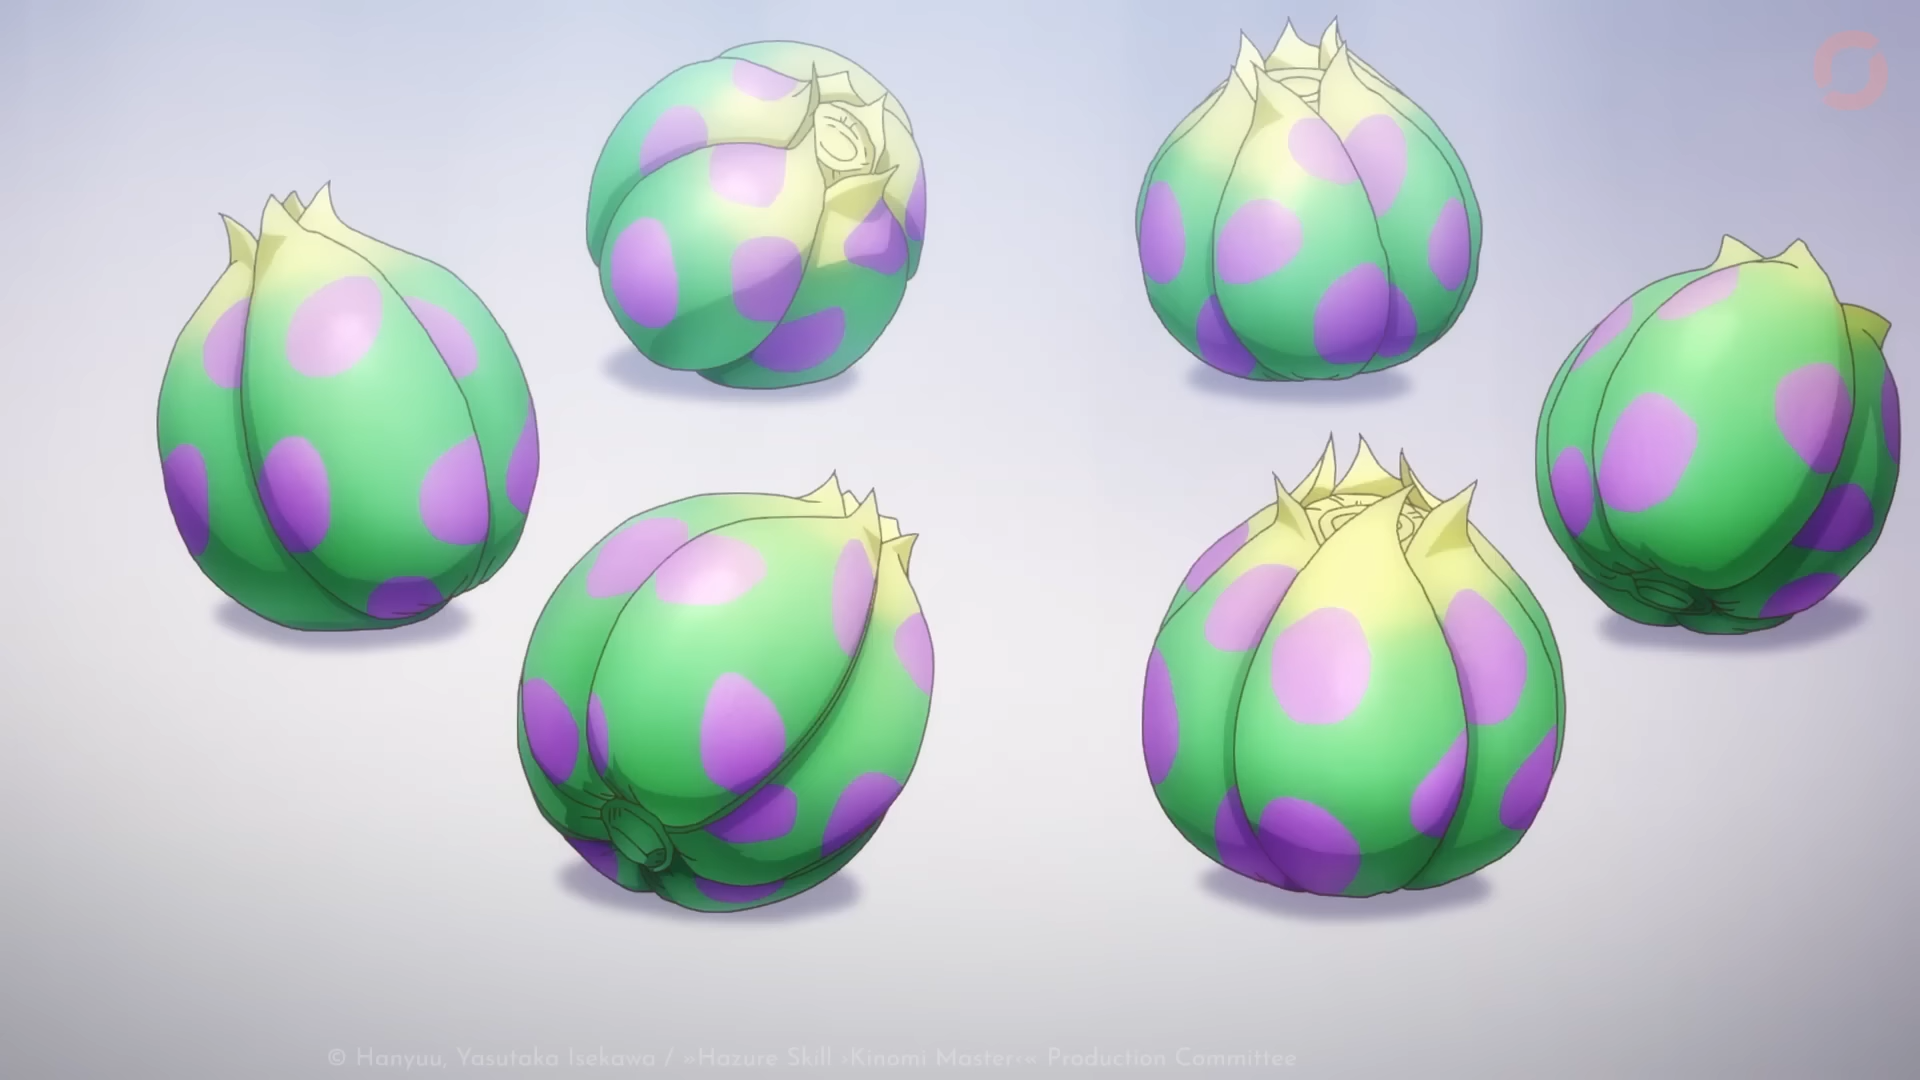 © Hanyuu, Yasutaka Isekawa / »Hazure Skill ›Kinomi Master‹« Production Committee